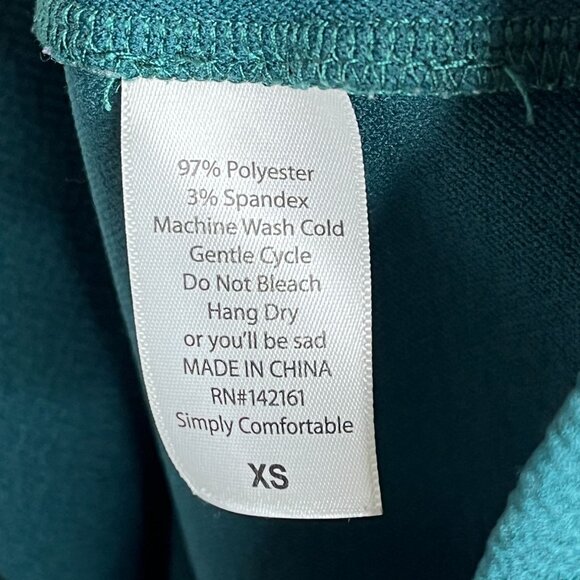 97% Polyester
3% Spandex
Machine Wash Cold
Gentle Cycle
Do Not Bleach
Hang Dry
or you'll be sad
MADE IN CHINA
RN#142161
Simply Comfortable
XS